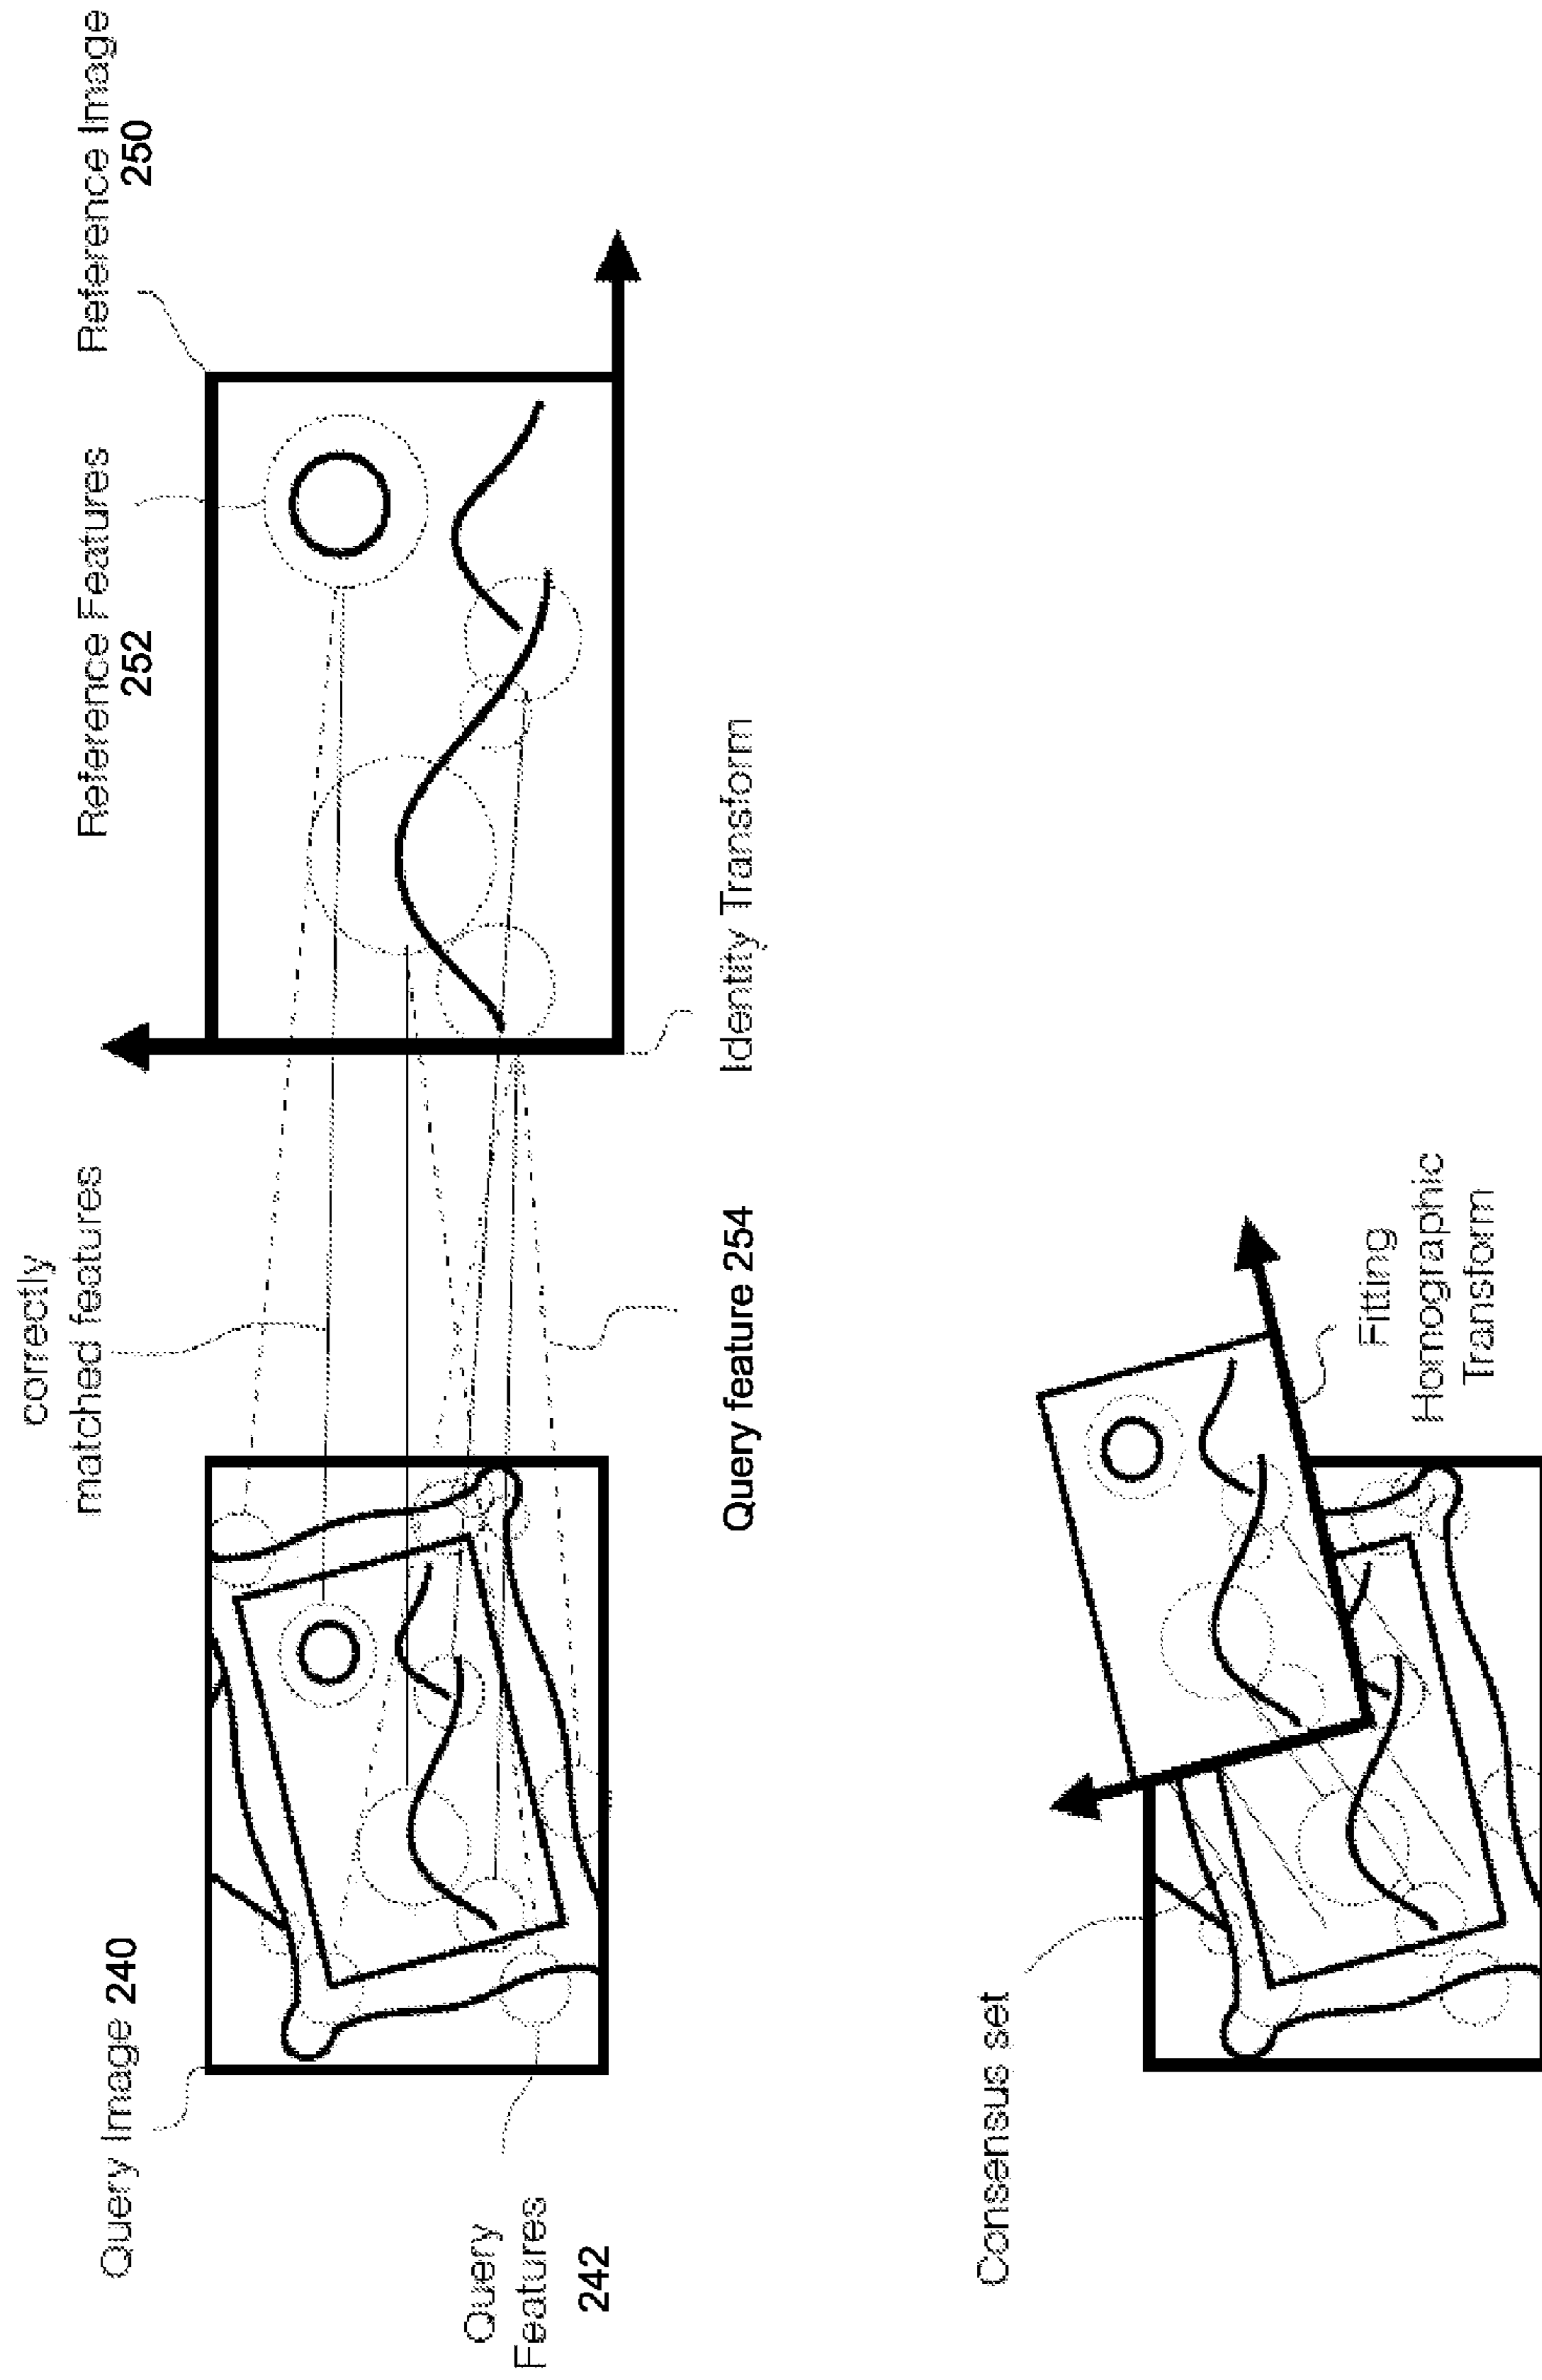 Query Image 240
Query
Features
242
correctly
matched features
Query feature 254
Reference Features
252
Reference Image
250
Identity Transform
Consensus set
Fitting
Homographic
Transform